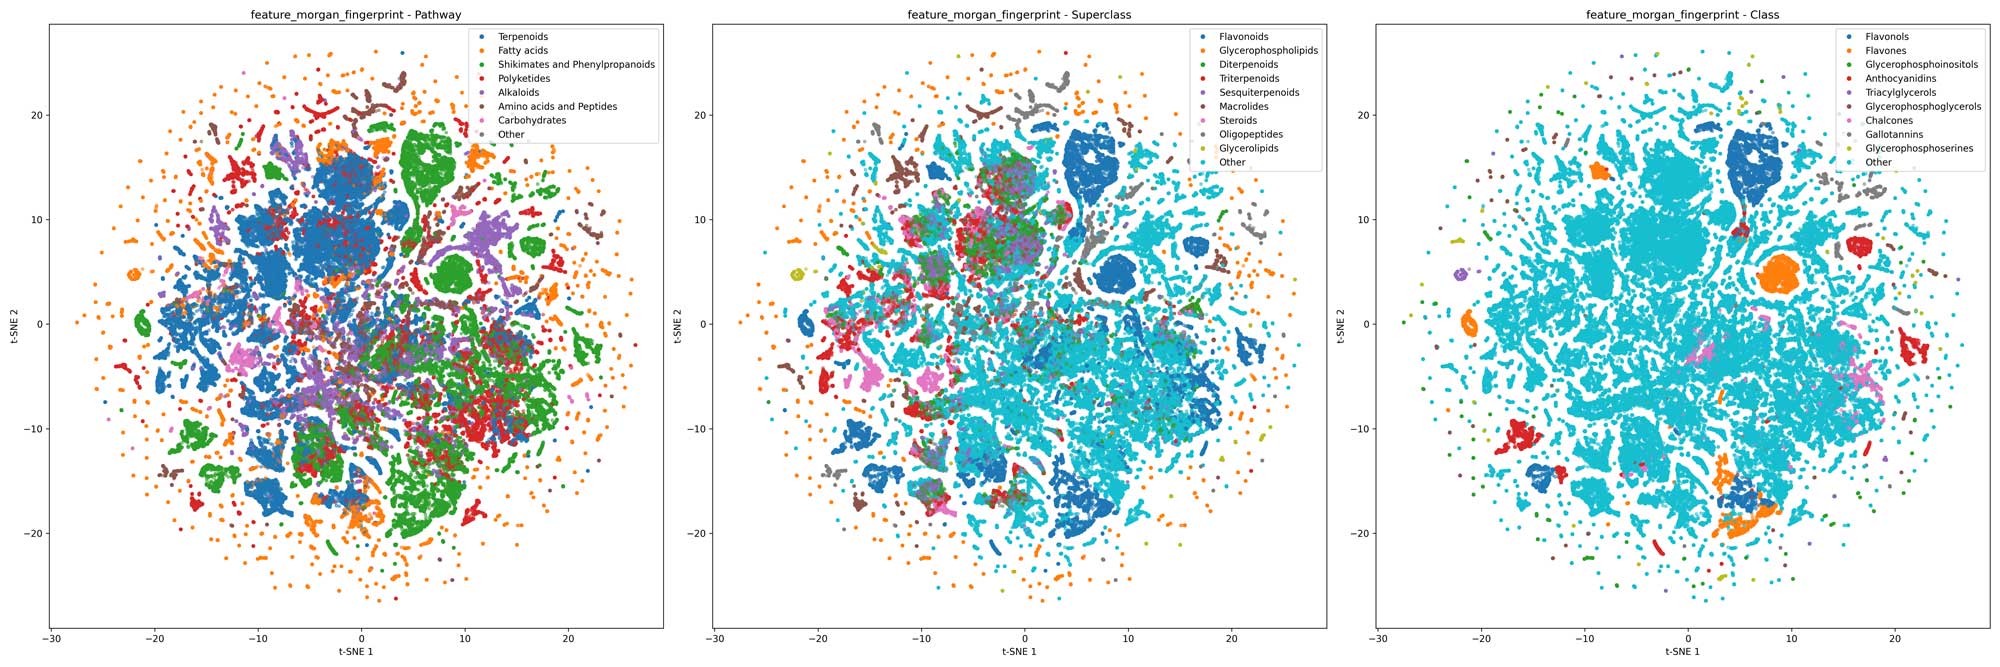 feature_morgan_fingerprint - Pathway
Terpenoids
Fatty acids
Shikimates and Phenylpropanoids
Polyketides
Alkaloids
Amino acids and Peptides
Carbohydrates
Other
20
10
0
−10
−20
t-SNE 2
−30
−20
−10
0
10
20
t-SNE 1
feature_morgan_fingerprint - Superclass
Flavonoids
Glycerophospholipids
Diterpenoids
Triterpenoids
Sesquiterpenoids
Macrolides
Steroids
Oligopeptides
Glycerolipids
Other
20
10
0
−10
−20
t-SNE 2
−30
−20
−10
0
10
20
t-SNE 1
feature_morgan_fingerprint - Class
Flavonols
Flavones
Glycerophosphoinositols
Anthocyanidins
Triacylglycerols
Glycerophosphoglycerols
Chalcones
Gallotannins
Glycerophosphoserines
Other
20
10
0
−10
−20
t-SNE 2
−30
−20
−10
0
10
20
t-SNE 1